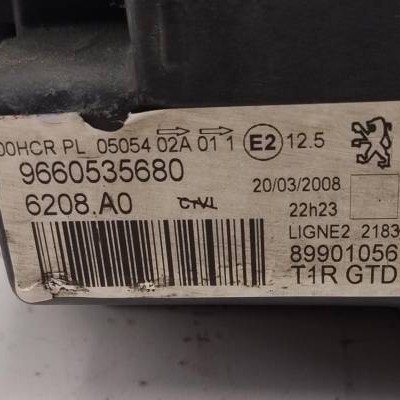 00HCR PL 05054 02A 01 1 E2 12.5
9660535680
20/03/2008
6208.A0
22h23
LIGNE2 2183
89901056
T1R GTD